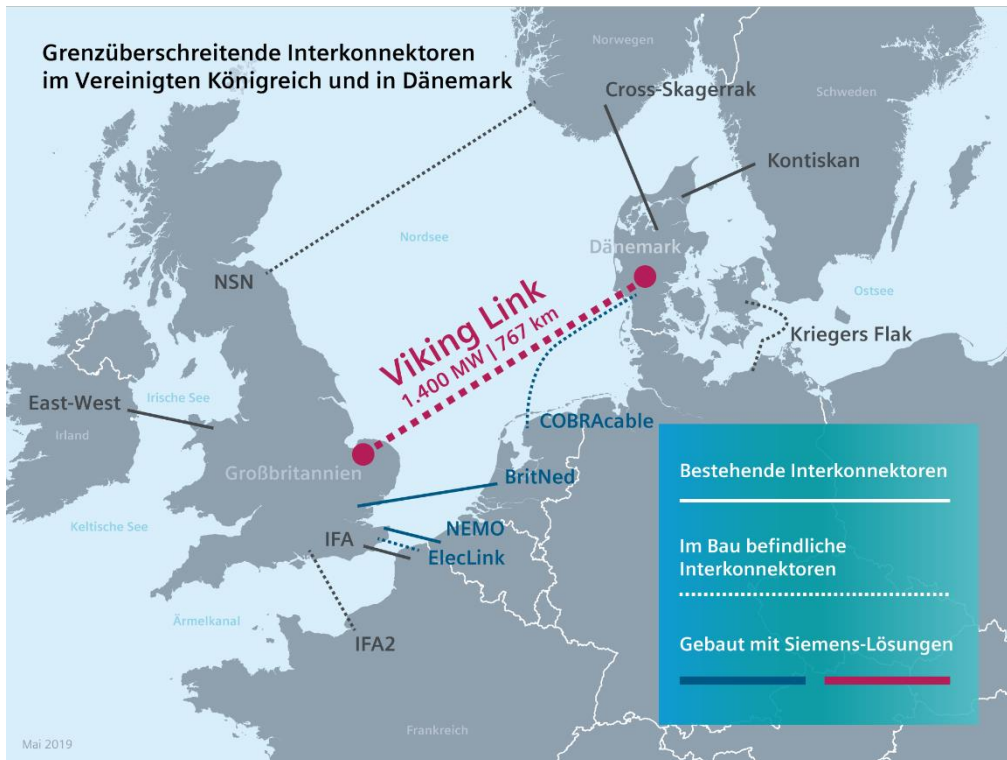 Grenzüberschreitende Interkonnektoren
im Vereinigten Königreich und in Dänemark
Norwegen
Cross-Skagerrak
Schweden
Kontiskan
Nordsee
Dänemark
NSN
Ostsee
Viking Link
1.400 MW | 767 km
Kriegers Flak
East-West
Irische See
Irland
COBRAcable
Großbritannien
BritNed
Keltische See
NEMO
IFA
ElecLink
Ärmelkanal
IFA2
Frankreich
Bestehende Interkonnektoren
Im Bau befindliche
Interkonnektoren
Gebaut mit Siemens-Lösungen
Mai 2019